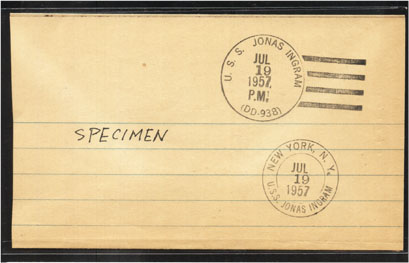 U. S. S. JONAS INGRAM
JUL
19
1957
P.M.
(DD-938)
SPECIMEN
NEW YORK, N. Y.
JUL
19
1957
U.S.S. JONAS INGRAM